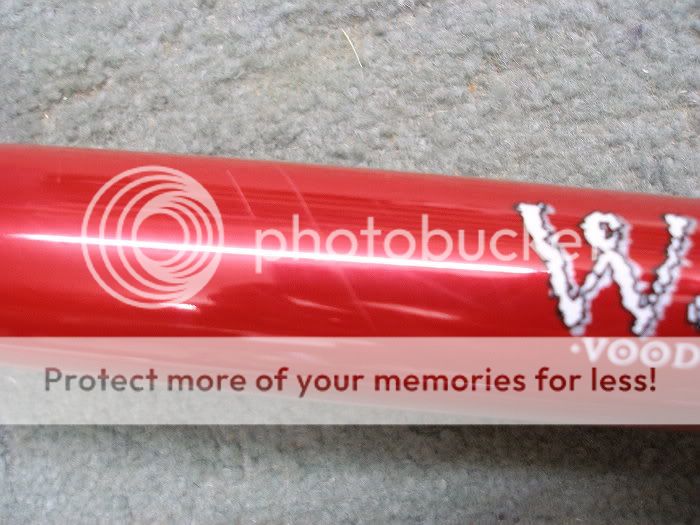 photobucket
W
·VOOD
Protect more of your memories for less!